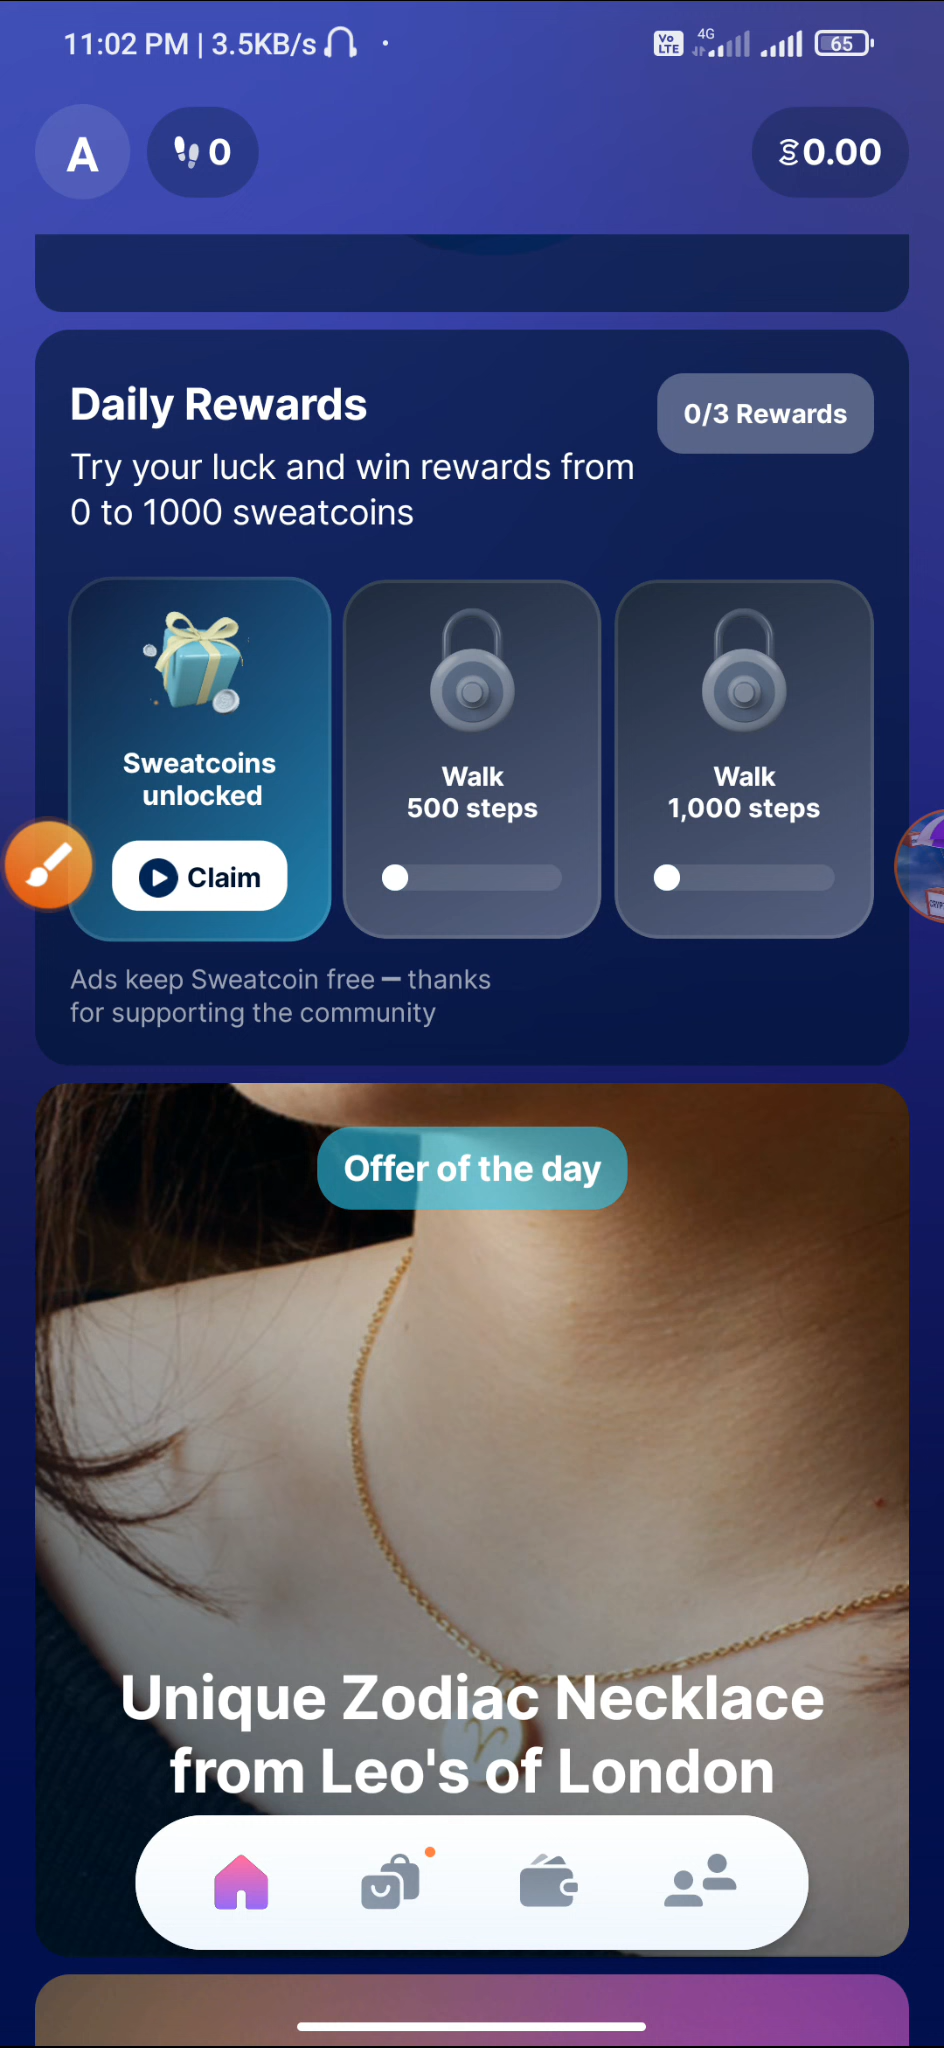 11:02 PM | 3.5KB/s
Vo LTE 4G 65
A 0 0.00
Daily Rewards
0/3 Rewards
Try your luck and win rewards from
0 to 1000 sweatcoins
Sweatcoins
unlocked
Claim
Walk
500 steps
Walk
1,000 steps
Ads keep Sweatcoin free – thanks
for supporting the community
Offer of the day
Unique Zodiac Necklace
from Leo's of London